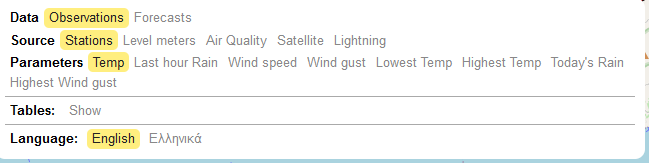 Data Observations Forecasts
Source Stations Level meters Air Quality Satellite Lightning
Parameters Temp Last hour Rain Wind speed Wind gust Lowest Temp Highest Temp Today's Rain
Highest Wind gust
Tables: Show
Language: English Ελληνικά